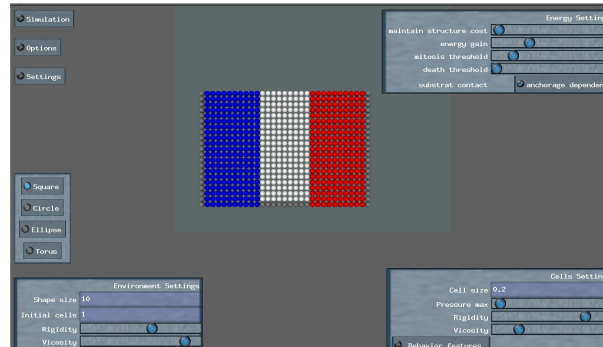 Simulation
Options
Settings
Energy Settin
maintain structure cost
energy gain
mitosis threshold
death threshold
substrat contact
anchorage dependen
Square
Circle
Ellipse
Torus
Environment Settings
Shape size 10
Initial cells 1
Rigidity
Vicosity
Cells Settin
Cell size 0.2
Pressure max
Rigidity
Vicosity
Behavior features